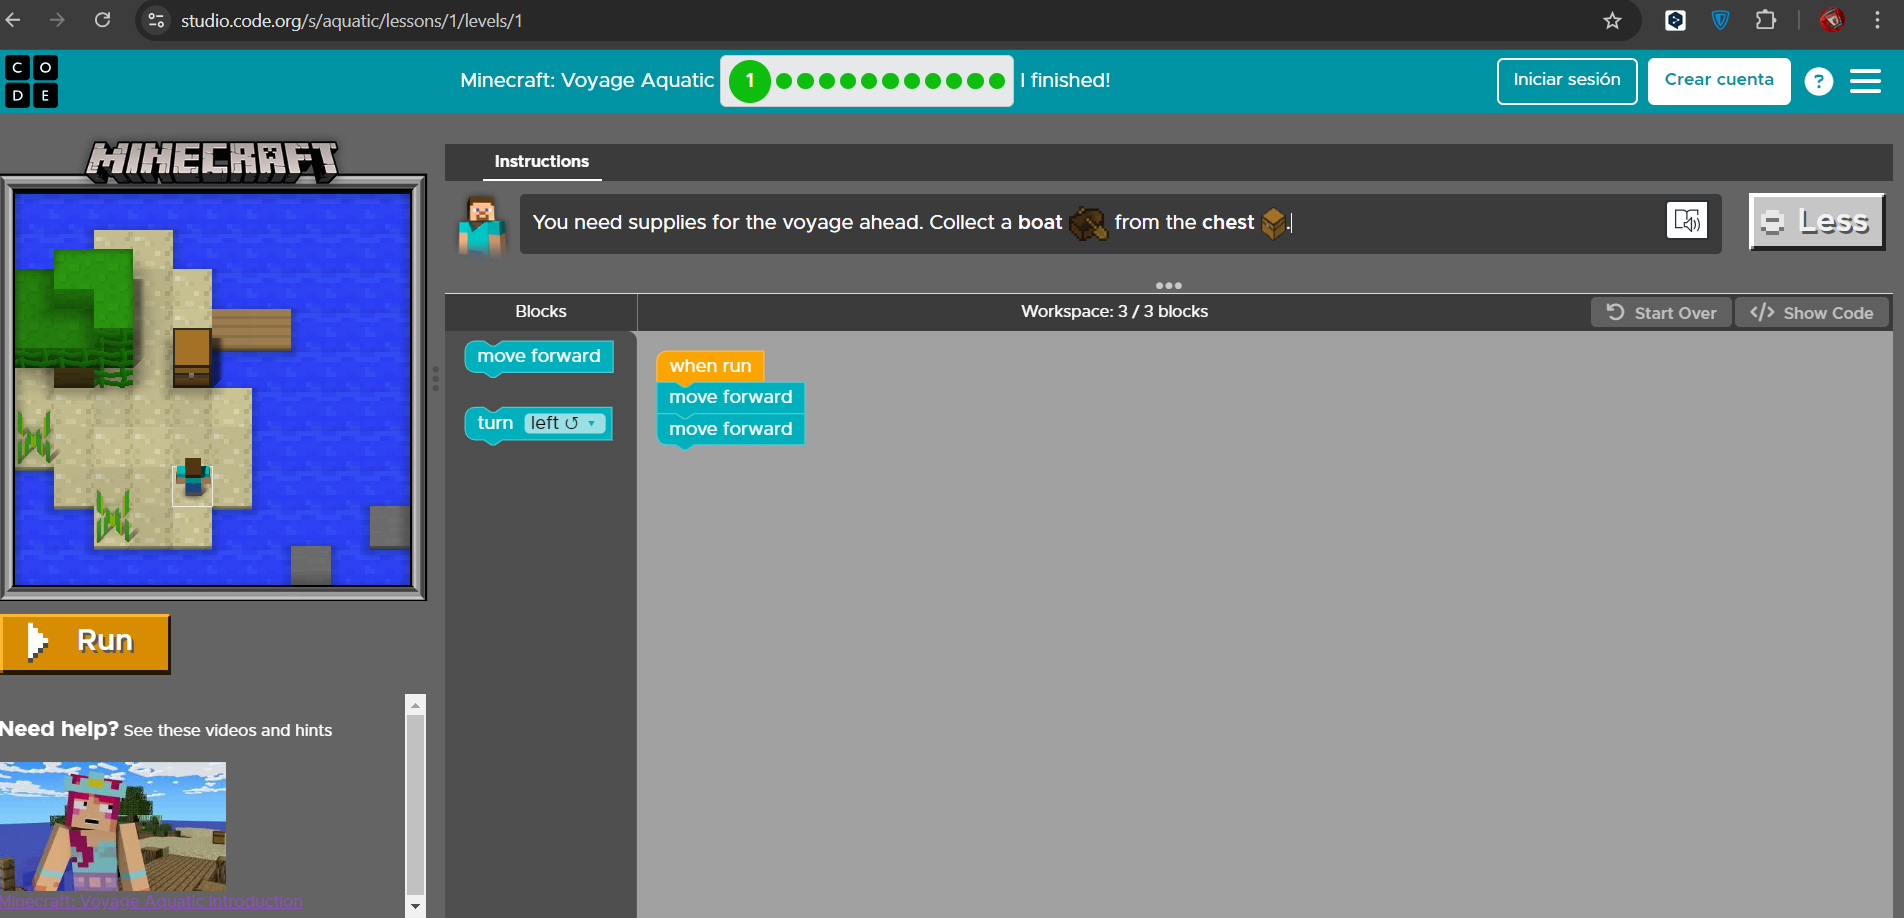 studio.code.org/s/aquatic/lessons/1/levels/1
C O
D E
Minecraft: Voyage Aquatic 1 I finished!
Iniciar sesión
Crear cuenta
?
MINECRAFT
Instructions
You need supplies for the voyage ahead. Collect a boat from the chest .
Less
Blocks
Workspace: 3 / 3 blocks
Start Over
</> Show Code
move forward
turn left
when run
move forward
move forward
Run
Need help? See these videos and hints
Minecraft: Voyage Aquatic Introduction